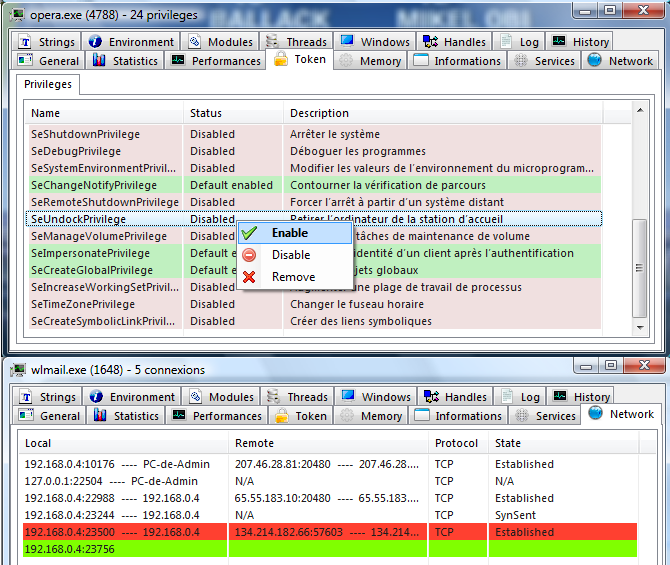 opera.exe (4788) - 24 privileges
Strings Environment Modules Threads Windows Handles Log History
General Statistics Performances Token Memory Informations Services Network
Privileges
Name Status Description
SeShutdownPrivilege Disabled Arrêter le système
SeDebugPrivilege Disabled Déboguer les programmes
SeSystemEnvironmentPrivil... Disabled Modifier les valeurs de l'environnement du microprogram...
SeChangeNotifyPrivilege Default enabled Contourner la vérification de parcours
SeRemoteShutdownPrivilege Disabled Forcer l'arrêt à partir d'un système distant
SeUndockPrivilege Disabled Retirer l'ordinateur de la station d'accueil
Enable
SeManageVolumePrivilege Disabled tâches de maintenance de volume
SeImpersonatePrivilege Default e identité d'un client après l'authentification
Disable
SeCreateGlobalPrivilege Default e jets globaux
Remove
SeIncreaseWorkingSetPrivil... Disabled Augmenter une plage de travail de processus
SeTimeZonePrivilege Disabled Changer le fuseau horaire
SeCreateSymbolicLinkPrivil... Disabled Créer des liens symboliques
wlmail.exe (1648) - 5 connexions
Strings Environment Modules Threads Windows Handles Log History
General Statistics Performances Token Memory Informations Services Network
Local Remote Protocol State
192.168.0.4:10176 ---- PC-de-Admin 207.46.28.81:20480 ---- 207.46.28.... TCP Established
127.0.0.1:22504 ---- PC-de-Admin N/A TCP N/A
192.168.0.4:22988 ---- 192.168.0.4 65.55.183.10:20480 ---- 65.55.183.... TCP Established
192.168.0.4:23244 ---- 192.168.0.4 N/A TCP SynSent
192.168.0.4:23500 ---- 192.168.0.4 134.214.182.66:57603 ---- 134.214.... TCP Established
192.168.0.4:23756